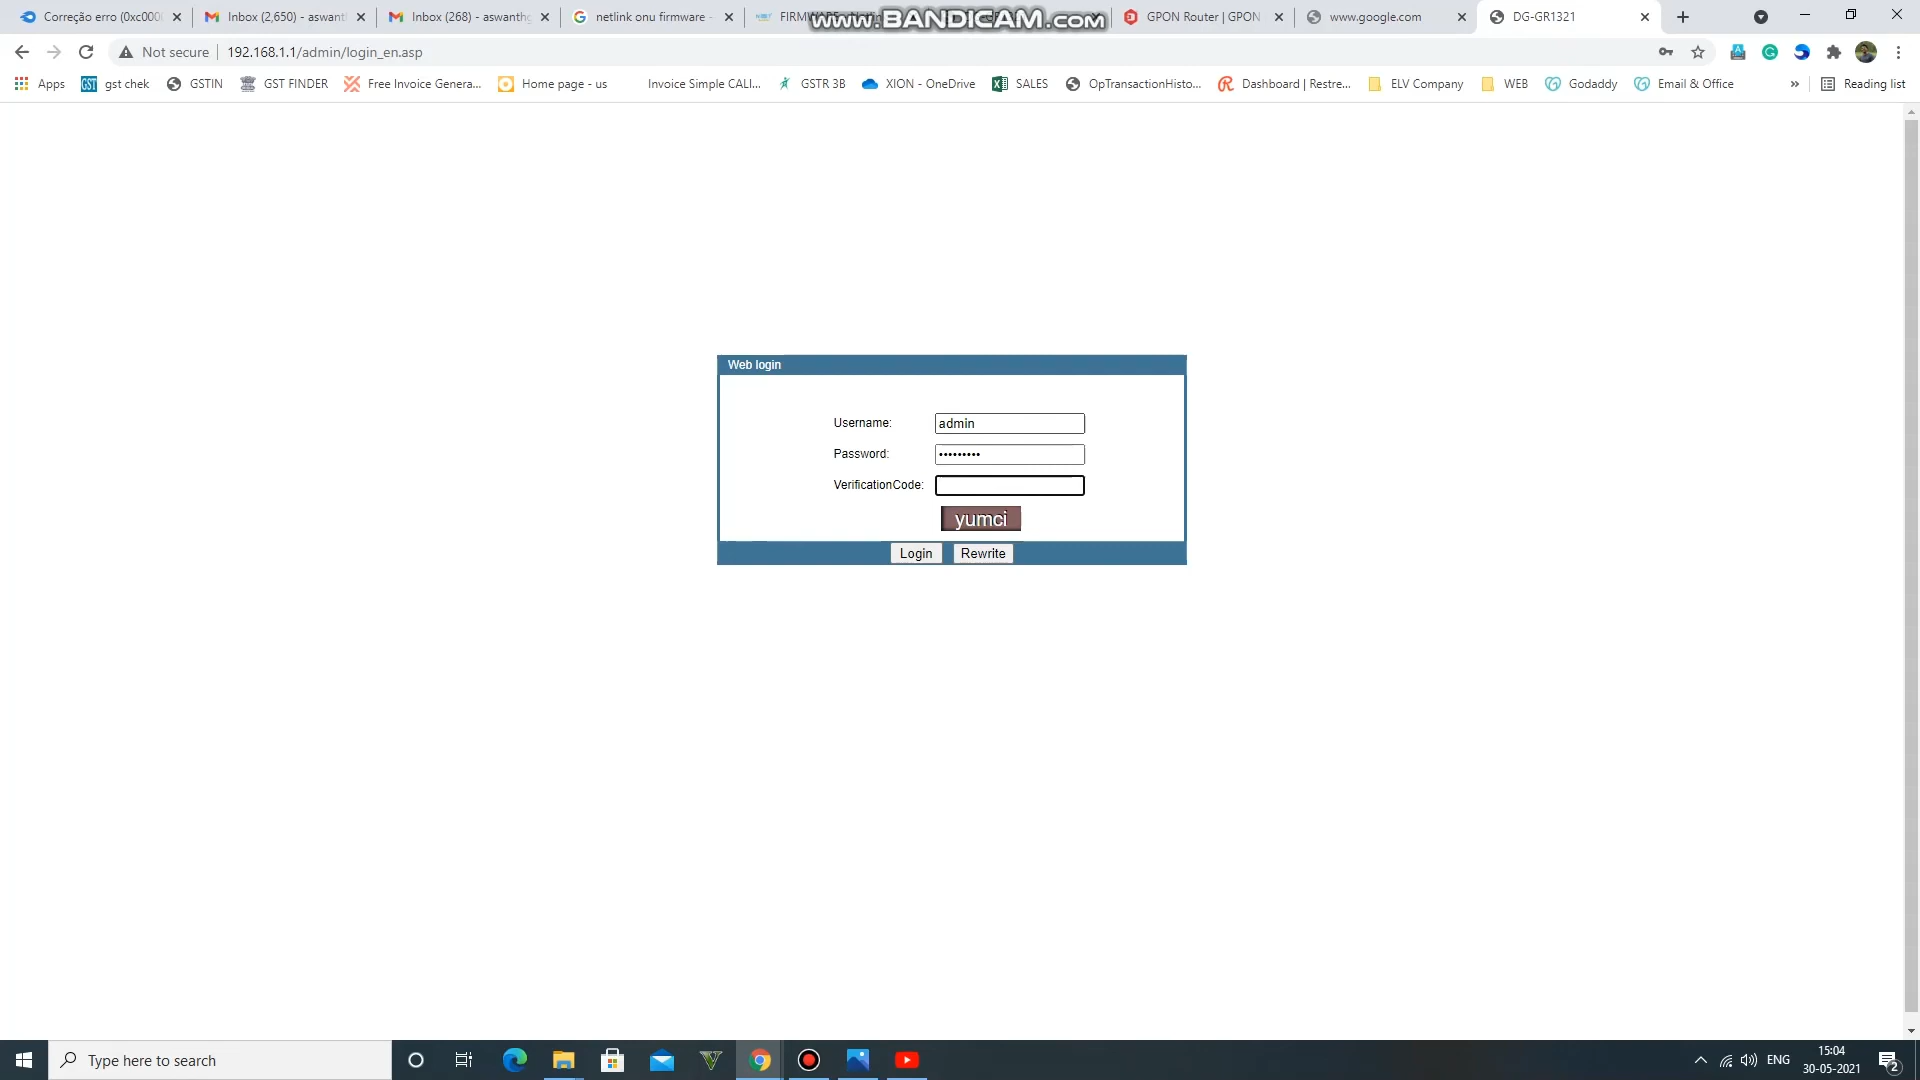 Correção erro (0xc000
Inbox (2,650) - aswant
Inbox (268) - aswanthg
netlink onu firmware -
www.BANDICAM.com
GPON Router | GPON
www.google.com
DG-GR1321
Not secure
192.168.1.1/admin/login_en.asp
Apps
GST
gst chek
GSTIN
GST FINDER
Free Invoice Genera...
Home page - us
Invoice Simple CALI...
GSTR 3B
XION - OneDrive
SALES
OpTransactionHisto...
Dashboard | Restre...
ELV Company
WEB
Godaddy
Email & Office
»
Reading list
Web login
Username:
admin
Password:
•••••••••
VerificationCode:
yumci
Login
Rewrite
Type here to search
ENG
15:04
30-05-2021
2